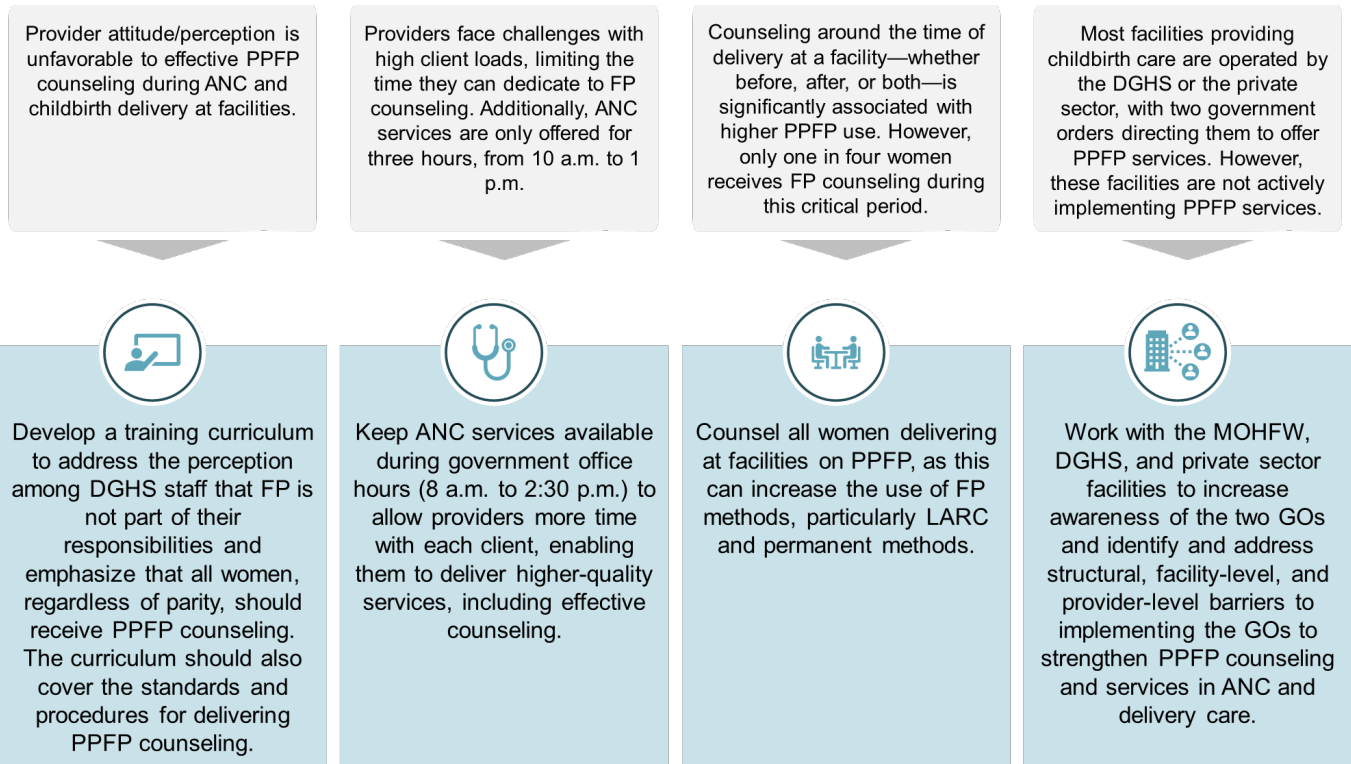 Provider attitude/perception is
unfavorable to effective PPFP
counseling during ANC and
childbirth delivery at facilities.
Providers face challenges with
high client loads, limiting the
time they can dedicate to FP
counseling. Additionally, ANC
services are only offered for
three hours, from 10 a.m. to 1
p.m.
Counseling around the time of
delivery at a facility—whether
before, after, or both—is
significantly associated with
higher PPFP use. However,
only one in four women
receives FP counseling during
this critical period.
Most facilities providing
childbirth care are operated by
the DGHS or the private
sector, with two government
orders directing them to offer
PPFP services. However,
these facilities are not actively
implementing PPFP services.
Develop a training curriculum
to address the perception
among DGHS staff that FP is
not part of their
responsibilities and
emphasize that all women,
regardless of parity, should
receive PPFP counseling.
The curriculum should also
cover the standards and
procedures for delivering
PPFP counseling.
Keep ANC services available
during government office
hours (8 a.m. to 2:30 p.m.) to
allow providers more time
with each client, enabling
them to deliver higher-quality
services, including effective
counseling.
Counsel all women delivering
at facilities on PPFP, as this
can increase the use of FP
methods, particularly LARC
and permanent methods.
Work with the MOHFW,
DGHS, and private sector
facilities to increase
awareness of the two GOs
and identify and address
structural, facility-level, and
provider-level barriers to
implementing the GOs to
strengthen PPFP counseling
and services in ANC and
delivery care.